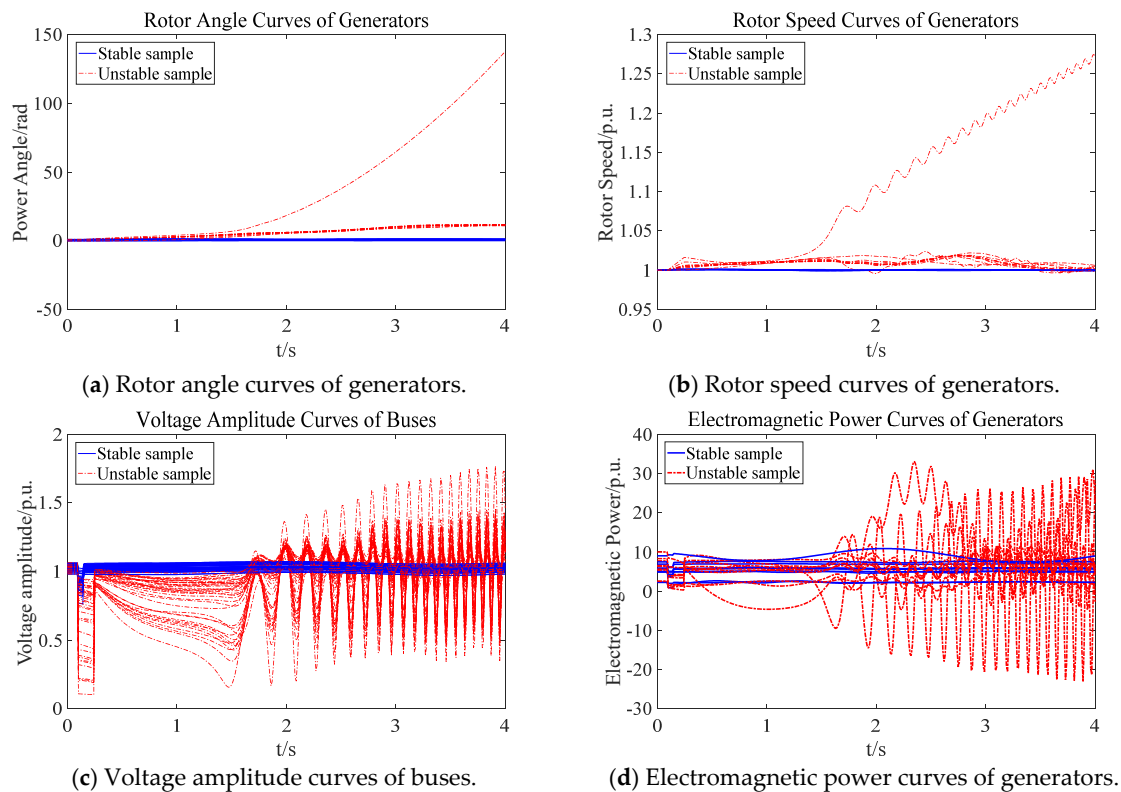 Rotor Angle Curves of Generators
150
100
50
0
-50
Power Angle/rad
Stable sample
Unstable sample
0 1 2 3 4
t/s
(a) Rotor angle curves of generators.
Rotor Speed Curves of Generators
1.3
1.25
1.2
1.15
1.1
1.05
1
0.95
Rotor Speed/p.u.
Stable sample
Unstable sample
0 1 2 3 4
t/s
(b) Rotor speed curves of generators.
Voltage Amplitude Curves of Buses
2
1.5
1
0.5
0
Voltage amplitude/p.u.
Stable sample
Unstable sample
0 1 2 3 4
t/s
(c) Voltage amplitude curves of buses.
Electromagnetic Power Curves of Generators
40
30
20
10
0
-10
-20
-30
Electromagnetic Power/p.u.
Stable sample
Unstable sample
0 1 2 3 4
t/s
(d) Electromagnetic power curves of generators.